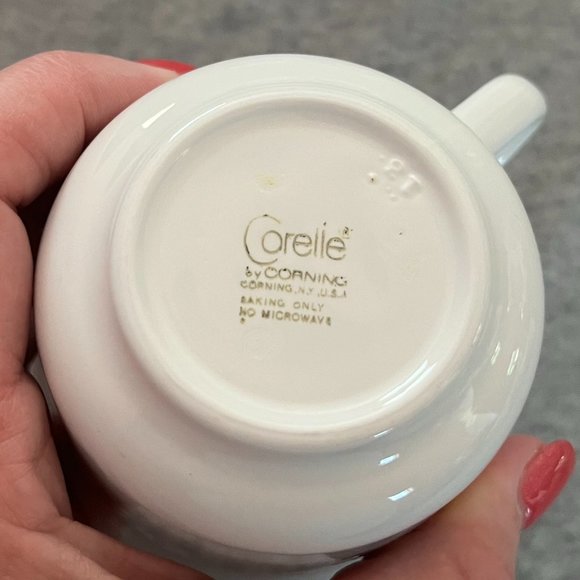 Corelle®
by CORNING
CORNING, N.Y., U.S.A
BAKING ONLY
NO MICROWAVE